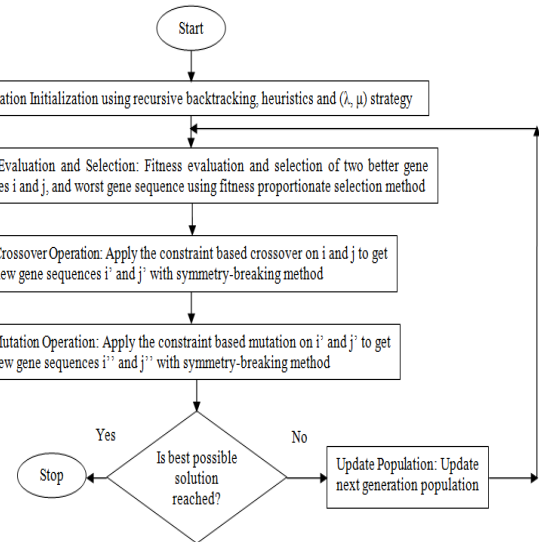 Start
ation Initialization using recursive backtracking, heuristics and (λ, μ) strategy
Evaluation and Selection: Fitness evaluation and selection of two better gene
es i and j, and worst gene sequence using fitness proportionate selection method
Crossover Operation: Apply the constraint based crossover on i and j to get
ew gene sequences i’ and j’ with symmetry-breaking method
Mutation Operation: Apply the constraint based mutation on i’ and j’ to get
ew gene sequences i’’ and j’’ with symmetry-breaking method
Yes
No
Is best possible
solution
reached?
Stop
Update Population: Update
next generation population